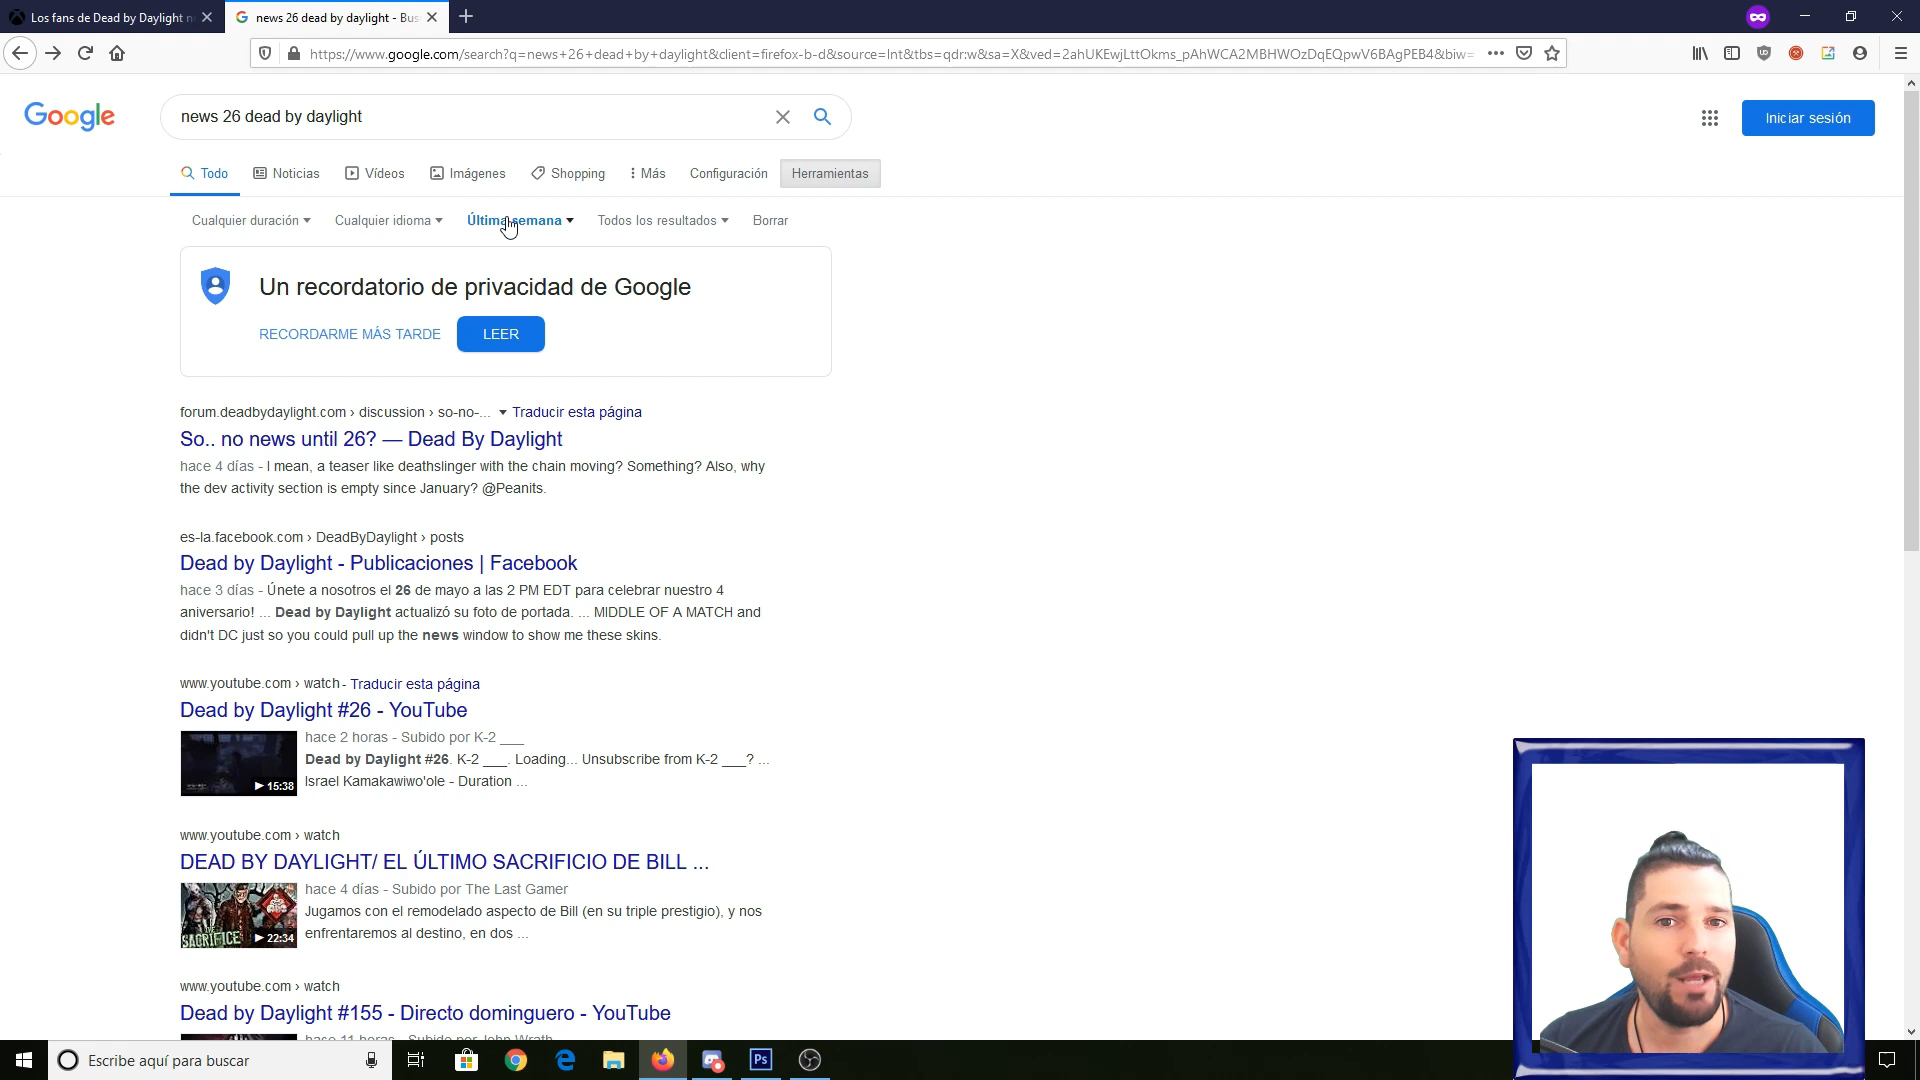 Los fans de Dead by Daylight
news 26 dead by daylight - Bus
https://www.google.com/search?q=news+26+dead+by+daylight&client=firefox-b-d&source=lnt&tbs=qdr:w&sa=X&ved=2ahUKEwjLttOkms_pAhWCA2MBHWOzDqEQpwV6BAgPEB4&biw=
Google
news 26 dead by daylight
Iniciar sesión
Todo Noticias Vídeos Imágenes Shopping Más Configuración Herramientas
Cualquier duración Cualquier idioma Última semana Todos los resultados Borrar
Un recordatorio de privacidad de Google
RECORDARME MÁS TARDE LEER
forum.deadbydaylight.com › discussion › so-no-... Traducir esta página
So.. no news until 26? — Dead By Daylight
hace 4 días - I mean, a teaser like deathslinger with the chain moving? Something? Also, why
the dev activity section is empty since January? @Peanits.
es-la.facebook.com › DeadByDaylight › posts
Dead by Daylight - Publicaciones | Facebook
hace 3 días - Únete a nosotros el 26 de mayo a las 2 PM EDT para celebrar nuestro 4
aniversario! ... Dead by Daylight actualizó su foto de portada. ... MIDDLE OF A MATCH and
didn't DC just so you could pull up the news window to show me these skins.
www.youtube.com › watch - Traducir esta página
Dead by Daylight #26 - YouTube
hace 2 horas - Subido por K-2 ___
Dead by Daylight #26. K-2 ___. Loading... Unsubscribe from K-2 ___? ...
Israel Kamakawiwo'ole - Duration ...
15:38
www.youtube.com › watch
DEAD BY DAYLIGHT/ EL ÚLTIMO SACRIFICIO DE BILL ...
hace 4 días - Subido por The Last Gamer
Jugamos con el remodelado aspecto de Bill (en su triple prestigio), y nos
enfrentaremos al destino, en dos ...
SACRIFICE
22:34
www.youtube.com › watch
Dead by Daylight #155 - Directo dominguero - YouTube
hace 11 horas - Subido por John Wrath
Escribe aquí para buscar
Ps